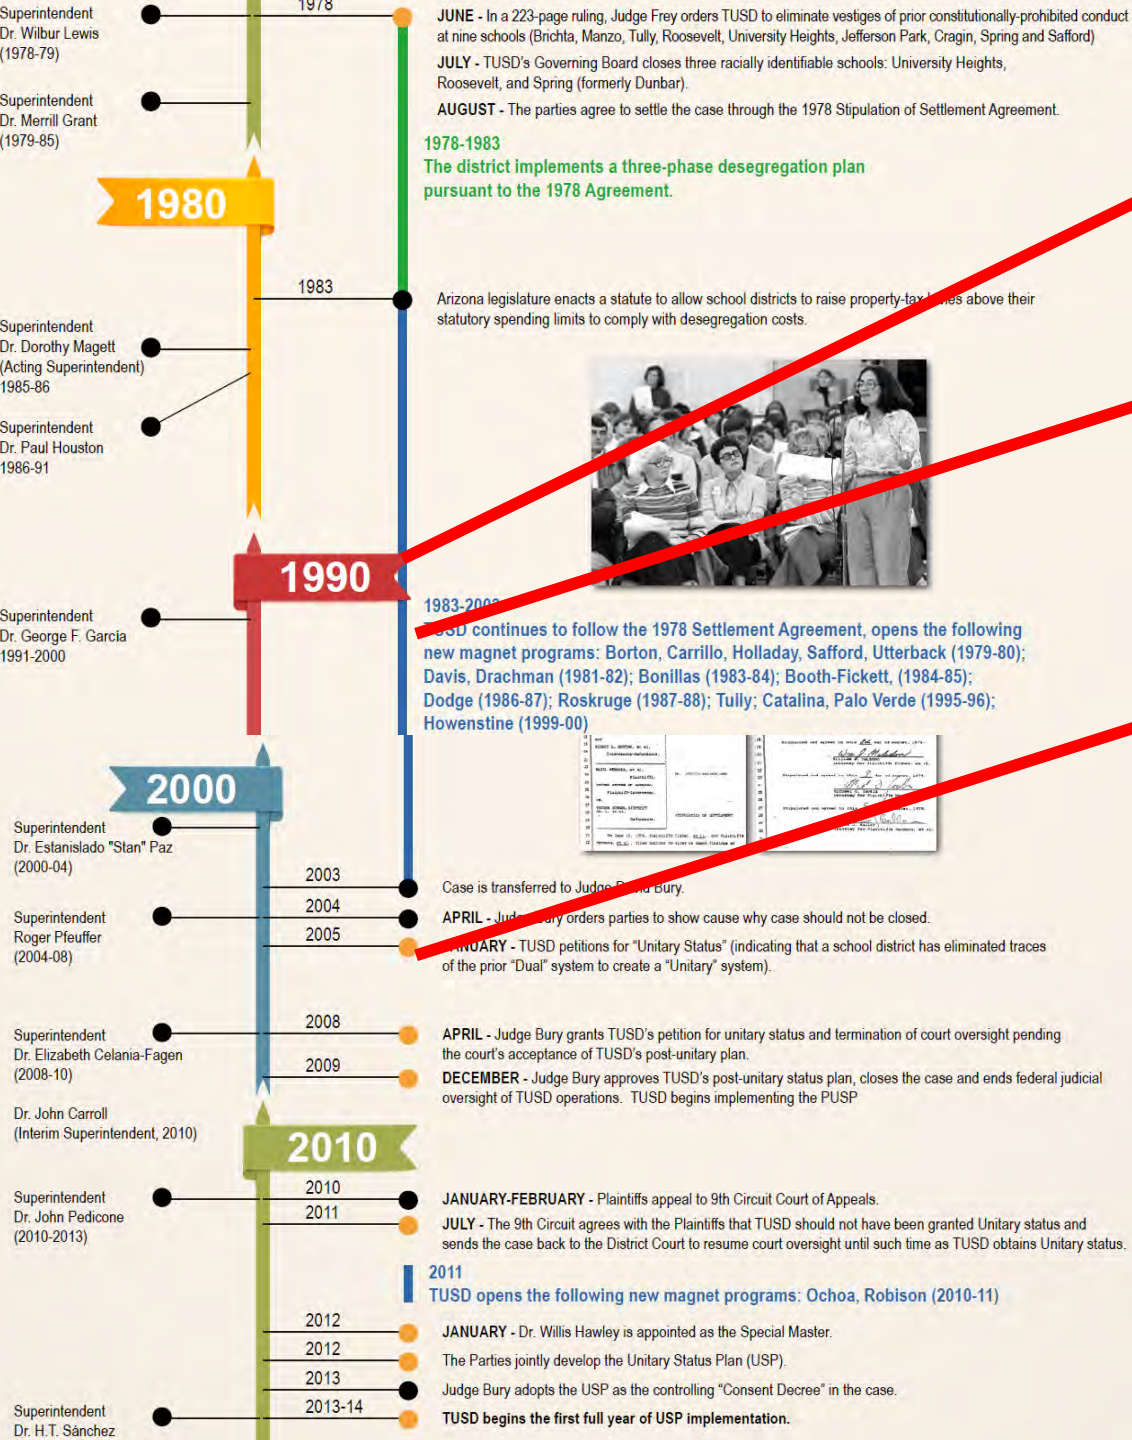 Superintendent
Dr. Wilbur Lewis
(1978-79)
1978
JUNE - In a 223-page ruling, Judge Frey orders TUSD to eliminate vestiges of prior constitutionally-prohibited conduct
at nine schools (Brichta, Manzo, Tully, Roosevelt, University Heights, Jefferson Park, Cragin, Spring and Safford)
JULY - TUSD's Governing Board closes three racially identifiable schools: University Heights,
Roosevelt, and Spring (formerly Dunbar).
AUGUST - The parties agree to settle the case through the 1978 Stipulation of Settlement Agreement.
Superintendent
Dr. Merrill Grant
(1979-85)
1978-1983
The district implements a three-phase desegregation plan
pursuant to the 1978 Agreement.
1980
1983
Arizona legislature enacts a statute to allow school districts to raise property-tax above their
statutory spending limits to comply with desegregation costs.
Superintendent
Dr. Dorothy Magett
(Acting Superintendent)
1985-86
Superintendent
Dr. Paul Houston
1986-91
1990
Superintendent
Dr. George F. Garcia
1991-2000
1983-2003
TUSD continues to follow the 1978 Settlement Agreement, opens the following
new magnet programs: Borton, Carrillo, Holladay, Safford, Utterback (1979-80);
Davis, Drachman (1981-82); Bonillas (1983-84); Booth-Fickett, (1984-85);
Dodge (1986-87); Roskruge (1987-88); Tully; Catalina, Palo Verde (1995-96);
Howenstine (1999-00)
2000
Superintendent
Dr. Estanislado "Stan" Paz
(2000-04)
2003
Case is transferred to Judge David Bury.
2004
APRIL - Judge Bury orders parties to show cause why case should not be closed.
Superintendent
Roger Pfeuffer
(2004-08)
2005
JANUARY - TUSD petitions for “Unitary Status” (indicating that a school district has eliminated traces
of the prior “Dual” system to create a “Unitary” system).
2008
APRIL - Judge Bury grants TUSD's petition for unitary status and termination of court oversight pending
the court's acceptance of TUSD's post-unitary plan.
Superintendent
Dr. Elizabeth Celania-Fagen
(2008-10)
2009
DECEMBER - Judge Bury approves TUSD's post-unitary status plan, closes the case and ends federal judicial
oversight of TUSD operations. TUSD begins implementing the PUSP
Dr. John Carroll
(Interim Superintendent, 2010)
2010
2010
JANUARY-FEBRUARY - Plaintiffs appeal to 9th Circuit Court of Appeals.
Superintendent
Dr. John Pedicone
(2010-2013)
2011
JULY - The 9th Circuit agrees with the Plaintiffs that TUSD should not have been granted Unitary status and
sends the case back to the District Court to resume court oversight until such time as TUSD obtains Unitary status.
2011
TUSD opens the following new magnet programs: Ochoa, Robison (2010-11)
2012
JANUARY - Dr. Willis Hawley is appointed as the Special Master.
2012
The Parties jointly develop the Unitary Status Plan (USP).
2013
Judge Bury adopts the USP as the controlling “Consent Decree” in the case.
2013-14
TUSD begins the first full year of USP implementation.
Superintendent
Dr. H.T. Sánchez